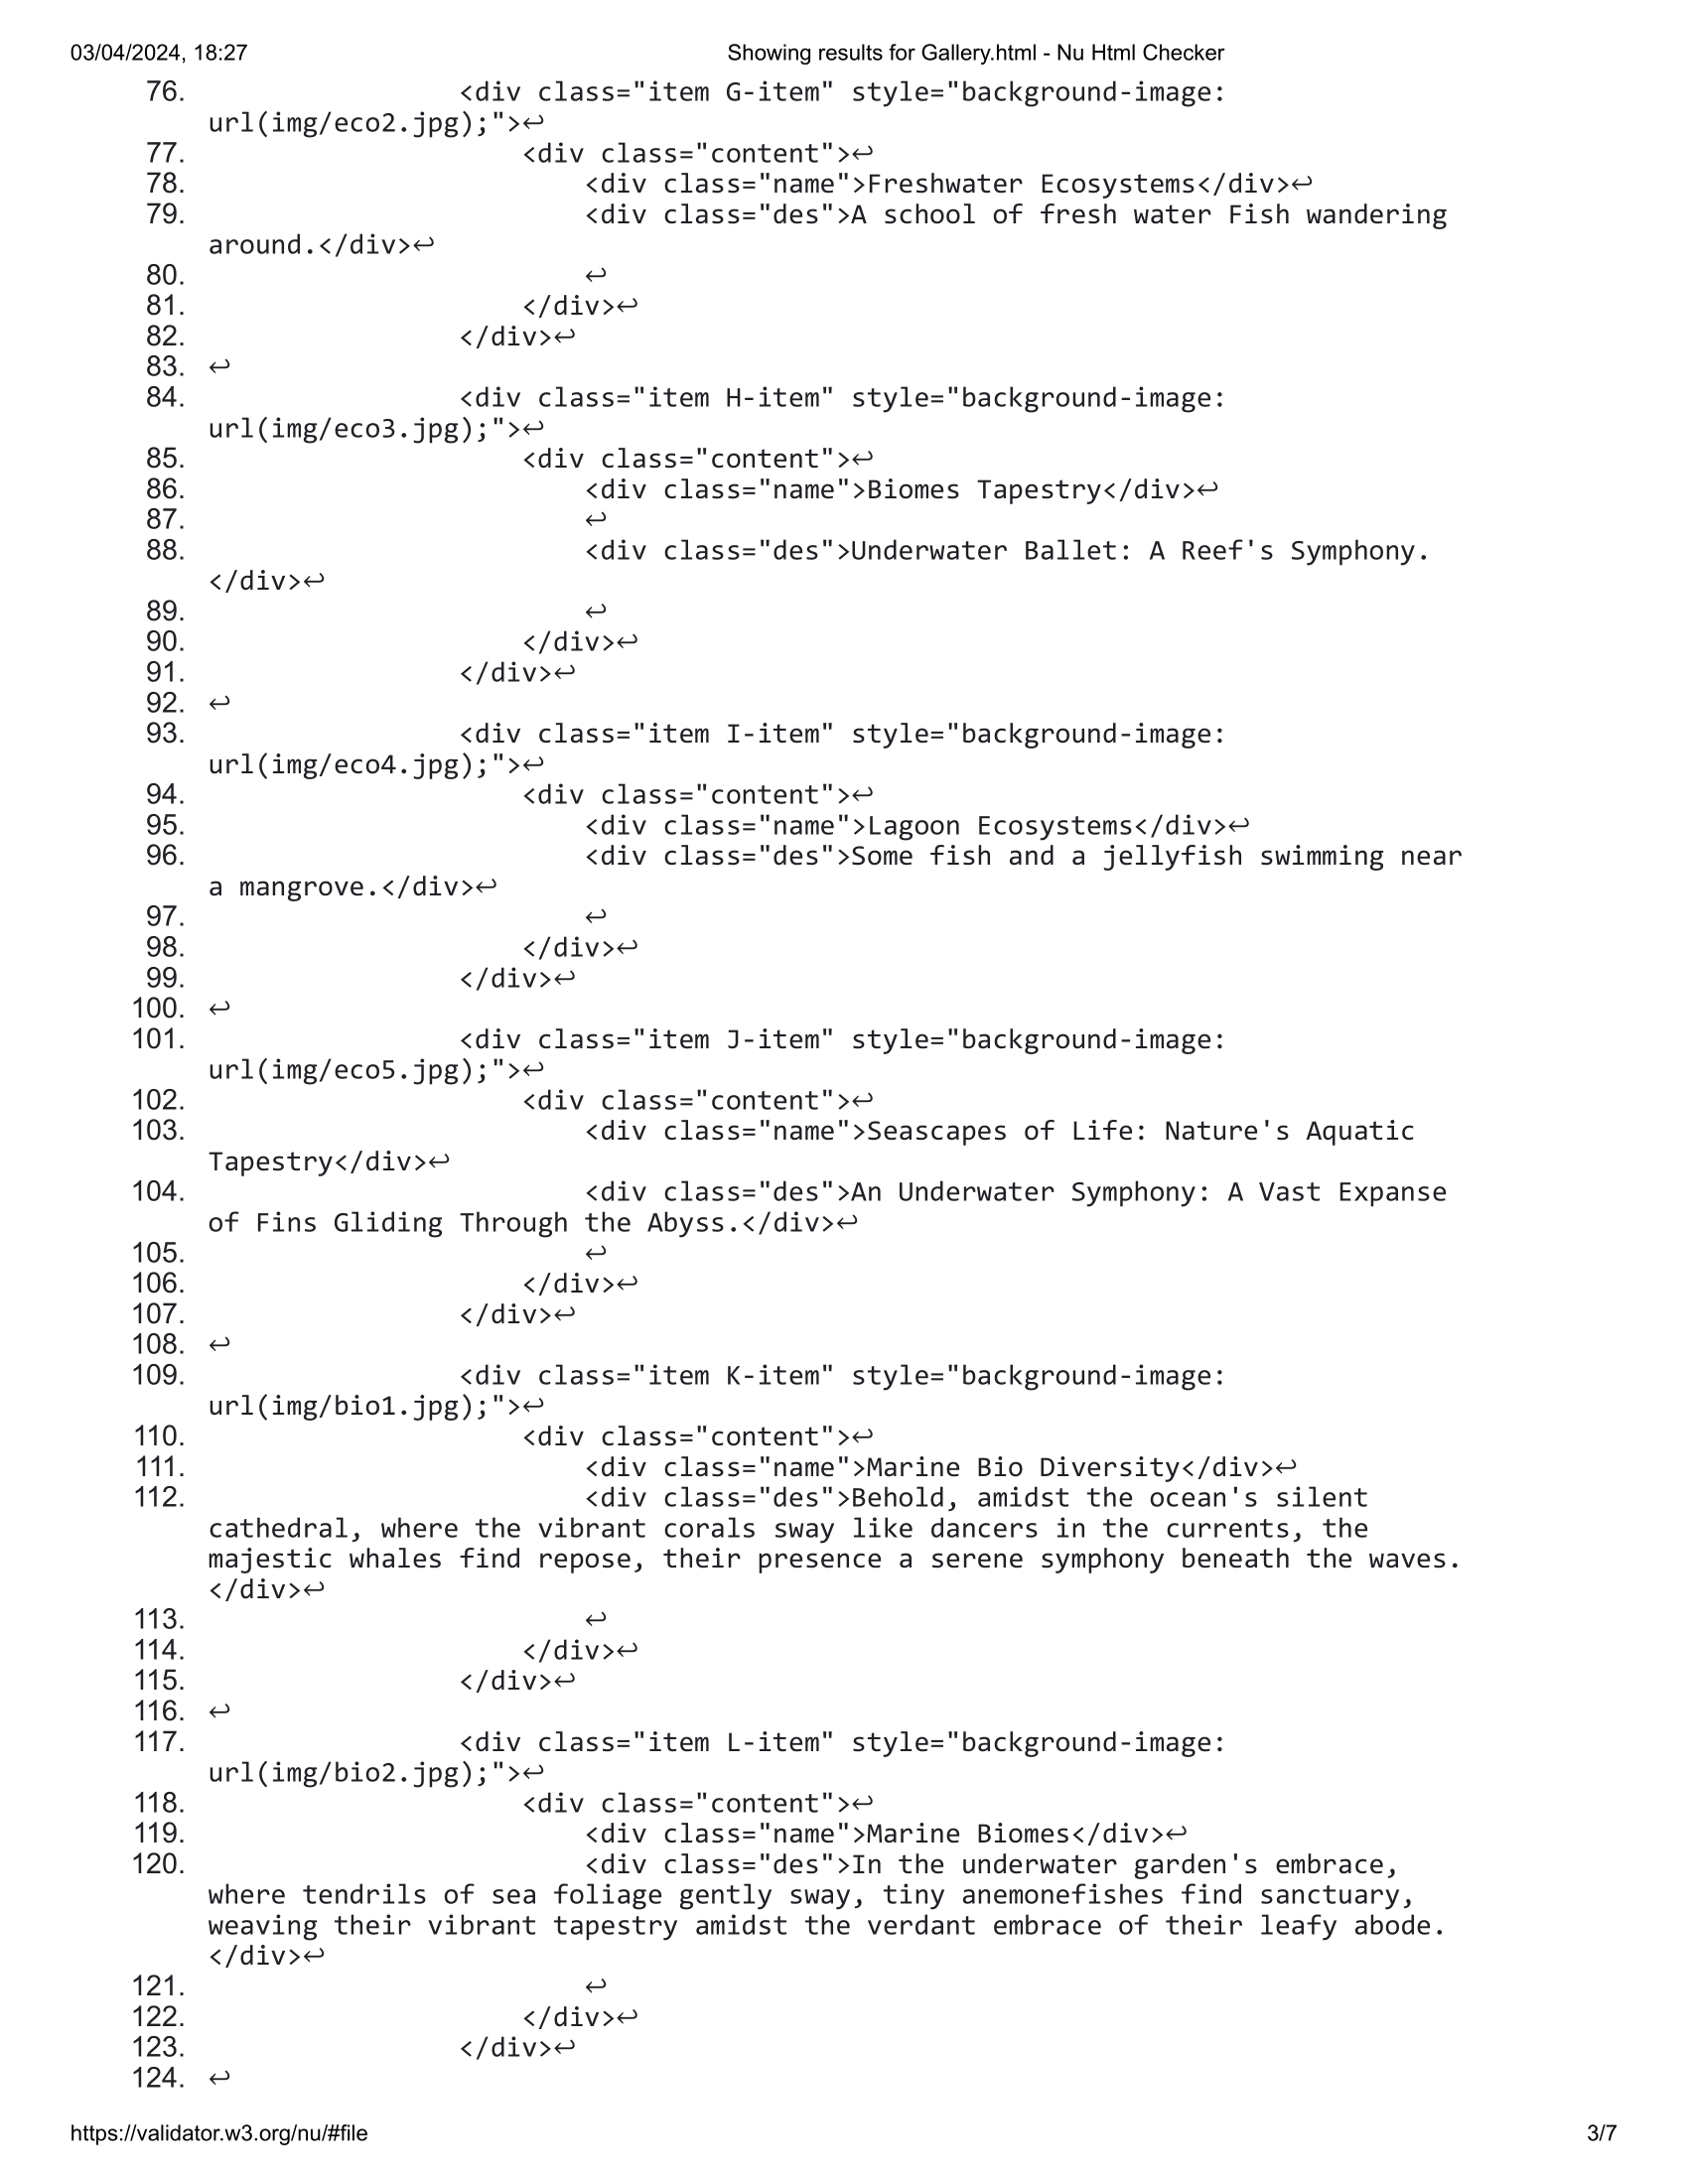 03/04/2024, 18:27 Showing results for Gallery.html - Nu Html Checker
76. <div class="item G-item" style="background-image:
url(img/eco2.jpg);">↩
77. <div class="content">↩
78. <div class="name">Freshwater Ecosystems</div>↩
79. <div class="des">A school of fresh water Fish wandering
around.</div>↩
80. ↩
81. </div>↩
82. </div>↩
83. ↩
84. <div class="item H-item" style="background-image:
url(img/eco3.jpg);">↩
85. <div class="content">↩
86. <div class="name">Biomes Tapestry</div>↩
87. ↩
88. <div class="des">Underwater Ballet: A Reef's Symphony.
</div>↩
89. ↩
90. </div>↩
91. </div>↩
92. ↩
93. <div class="item I-item" style="background-image:
url(img/eco4.jpg);">↩
94. <div class="content">↩
95. <div class="name">Lagoon Ecosystems</div>↩
96. <div class="des">Some fish and a jellyfish swimming near
a mangrove.</div>↩
97. ↩
98. </div>↩
99. </div>↩
100. ↩
101. <div class="item J-item" style="background-image:
url(img/eco5.jpg);">↩
102. <div class="content">↩
103. <div class="name">Seascapes of Life: Nature's Aquatic
Tapestry</div>↩
104. <div class="des">An Underwater Symphony: A Vast Expanse
of Fins Gliding Through the Abyss.</div>↩
105. ↩
106. </div>↩
107. </div>↩
108. ↩
109. <div class="item K-item" style="background-image:
url(img/bio1.jpg);">↩
110. <div class="content">↩
111. <div class="name">Marine Bio Diversity</div>↩
112. <div class="des">Behold, amidst the ocean's silent
cathedral, where the vibrant corals sway like dancers in the currents, the
majestic whales find repose, their presence a serene symphony beneath the waves.
</div>↩
113. ↩
114. </div>↩
115. </div>↩
116. ↩
117. <div class="item L-item" style="background-image:
url(img/bio2.jpg);">↩
118. <div class="content">↩
119. <div class="name">Marine Biomes</div>↩
120. <div class="des">In the underwater garden's embrace,
where tendrils of sea foliage gently sway, tiny anemonefishes find sanctuary,
weaving their vibrant tapestry amidst the verdant embrace of their leafy abode.
</div>↩
121. ↩
122. </div>↩
123. </div>↩
124. ↩
https://validator.w3.org/nu/#file 3/7